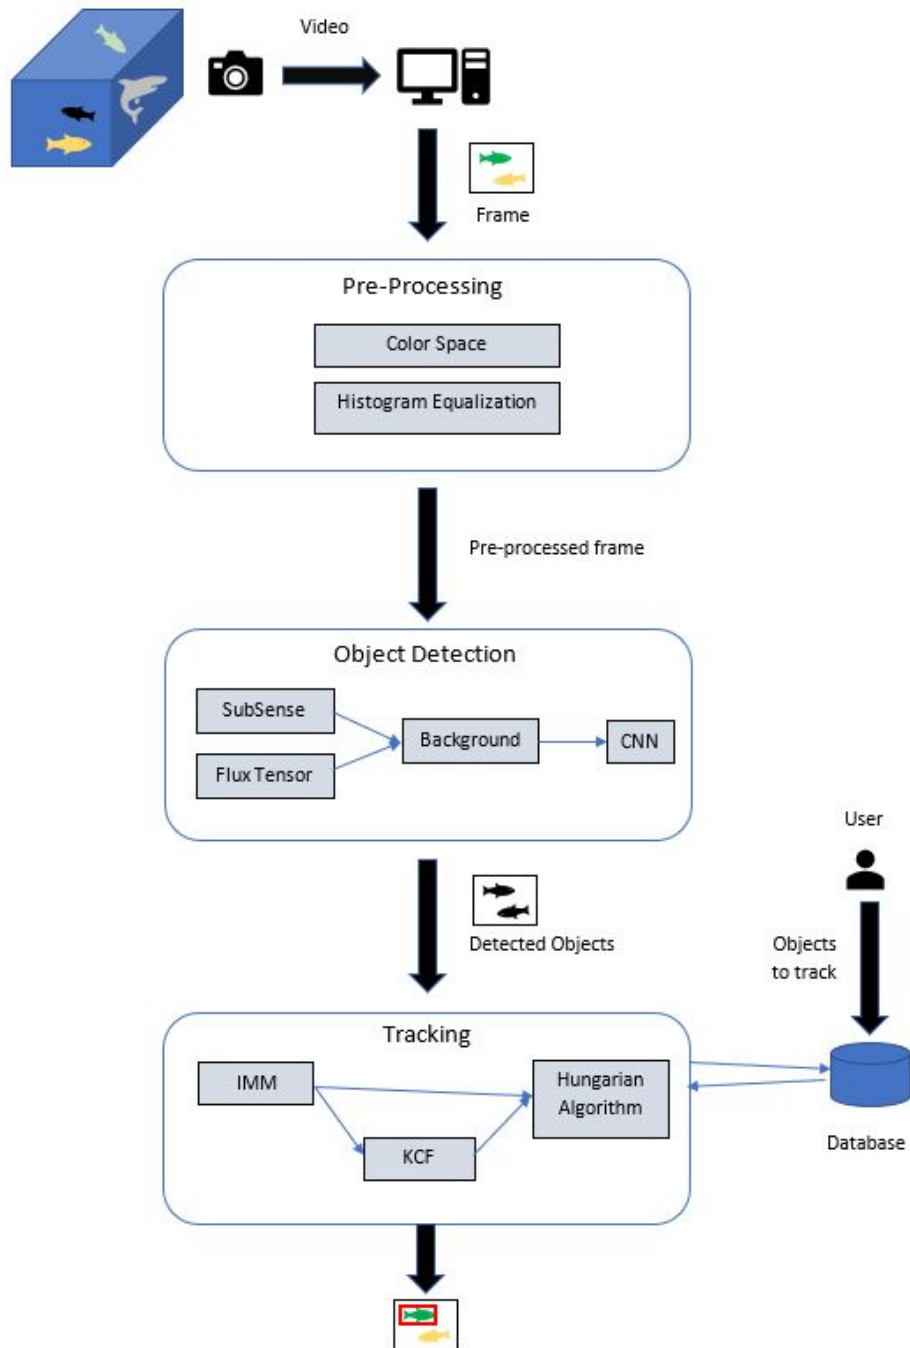 Video
Frame
Pre-Processing
Color Space
Histogram Equalization
Pre-processed frame
Object Detection
SubSense
Background
CNN
Flux Tensor
User
Detected Objects
Objects
to track
Tracking
IMM
Hungarian
Algorithm
KCF
Database